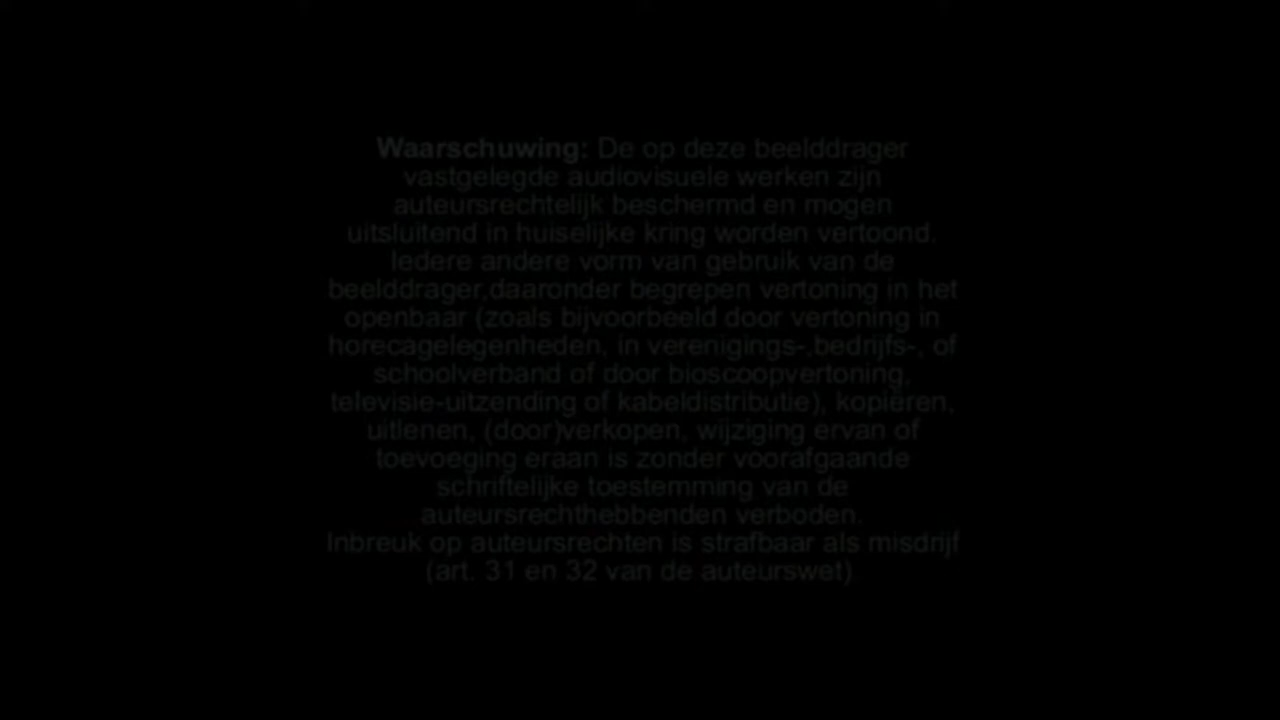 Waarschuwing: De op deze beelddrager
vastgelegde audiovisuele werken zijn
auteursrechtelijk beschermd en mogen
uitsluitend in huiselijke kring worden vertoond.
Iedere andere vorm van gebruik van de
beelddrager,daaronder begrepen vertoning in het
openbaar (zoals bijvoorbeeld door vertoning in
horecagelegenheden, in verenigings-,bedrijfs-, of
schoolverband of door bioscoopvertoning,
televisie-uitzending of kabeldistributie), kopiëren,
uitlenen, (door)verkopen, wijziging ervan of
toevoeging eraan is zonder voorafgaande
schriftelijke toestemming van de
auteursrechthebbenden verboden.
Inbreuk op auteursrechten is strafbaar als misdrijf
(art. 31 en 32 van de auteurswet).